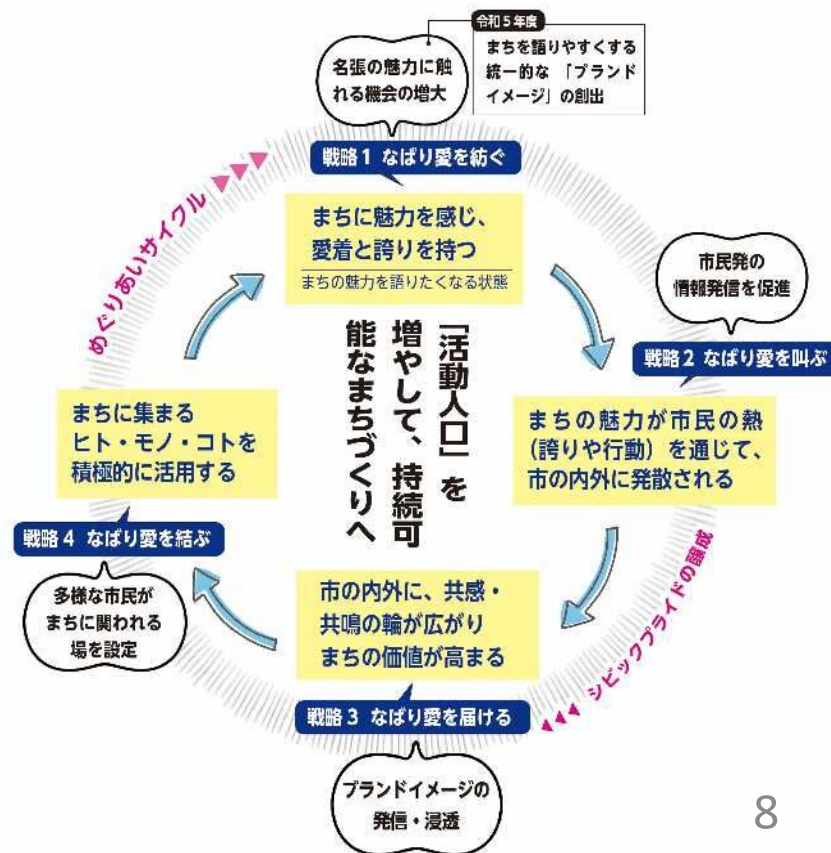 令和5年度
まちを語りやすくする
統一的な 「ブランド
イメージ」の創出
名張の魅力に触
れる機会の増大
戦略1 なばり愛を紡ぐ
まちに魅力を感じ、
愛着と誇りを持つ
まちの魅力を語りたくなる状態
めぐりあいサイクル
市民発の
情報発信を促進
戦略2 なばり愛を叫ぶ
まちの魅力が市民の熱
(誇りや行動)を通じて、
市の内外に発散される
「活動人口」を
増やして、持続可
能なまちづくりへ
シビックプライドの醸成
市の内外に、共感・
共鳴の輪が広がり
まちの価値が高まる
戦略3 なばり愛を届ける
ブランドイメージの
発信・浸透
まちに集まる
ヒト・モノ・コトを
積極的に活用する
戦略4 なばり愛を結ぶ
多様な市民が
まちに関われる
場を設定
8